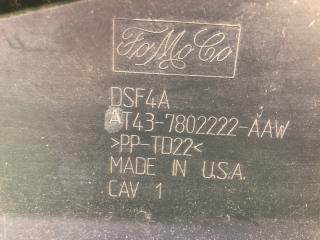 FoMoCo
DSF4A
AT43-7802222-AAW
>PP-TD22<
MADE IN U.S.A.
CAV 1